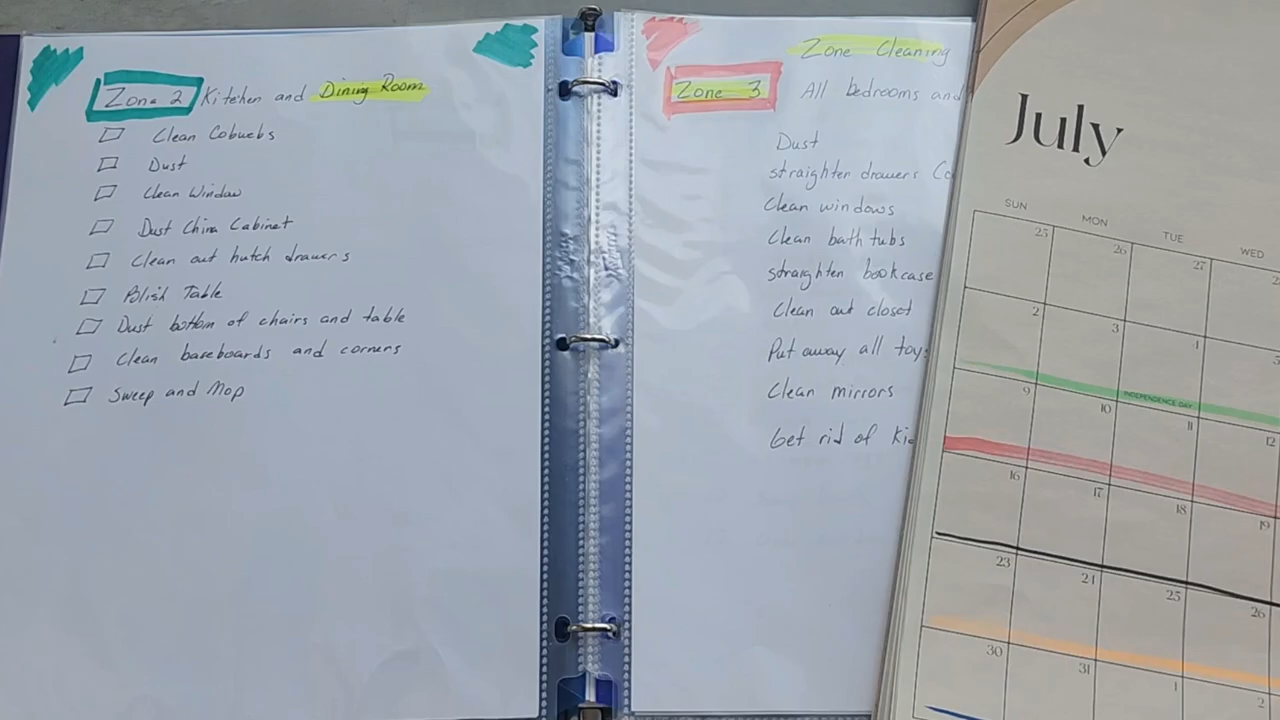 Zone 2 Kitchen and Dining Room
Clean Cobwebs
Dust
Clean Window
Dust China Cabinet
Clean out hutch drawers
Polish Table
Dust bottom of chairs and table
Clean baseboards and corners
Sweep and Mop
Zone Cleaning
Zone 3 All bedrooms and
Dust
straighten drawers
Clean windows
Clean bath tubs
straighten bookcase
Clean out closet
Put away all toys
Clean mirrors
Get rid of
July
SUN MON TUE WED
25 26 27
2 3 4 5
INDEPENDENCE DAY
9 10 11 12
16 17 18 19
23 24 25 26
30 31 1 2